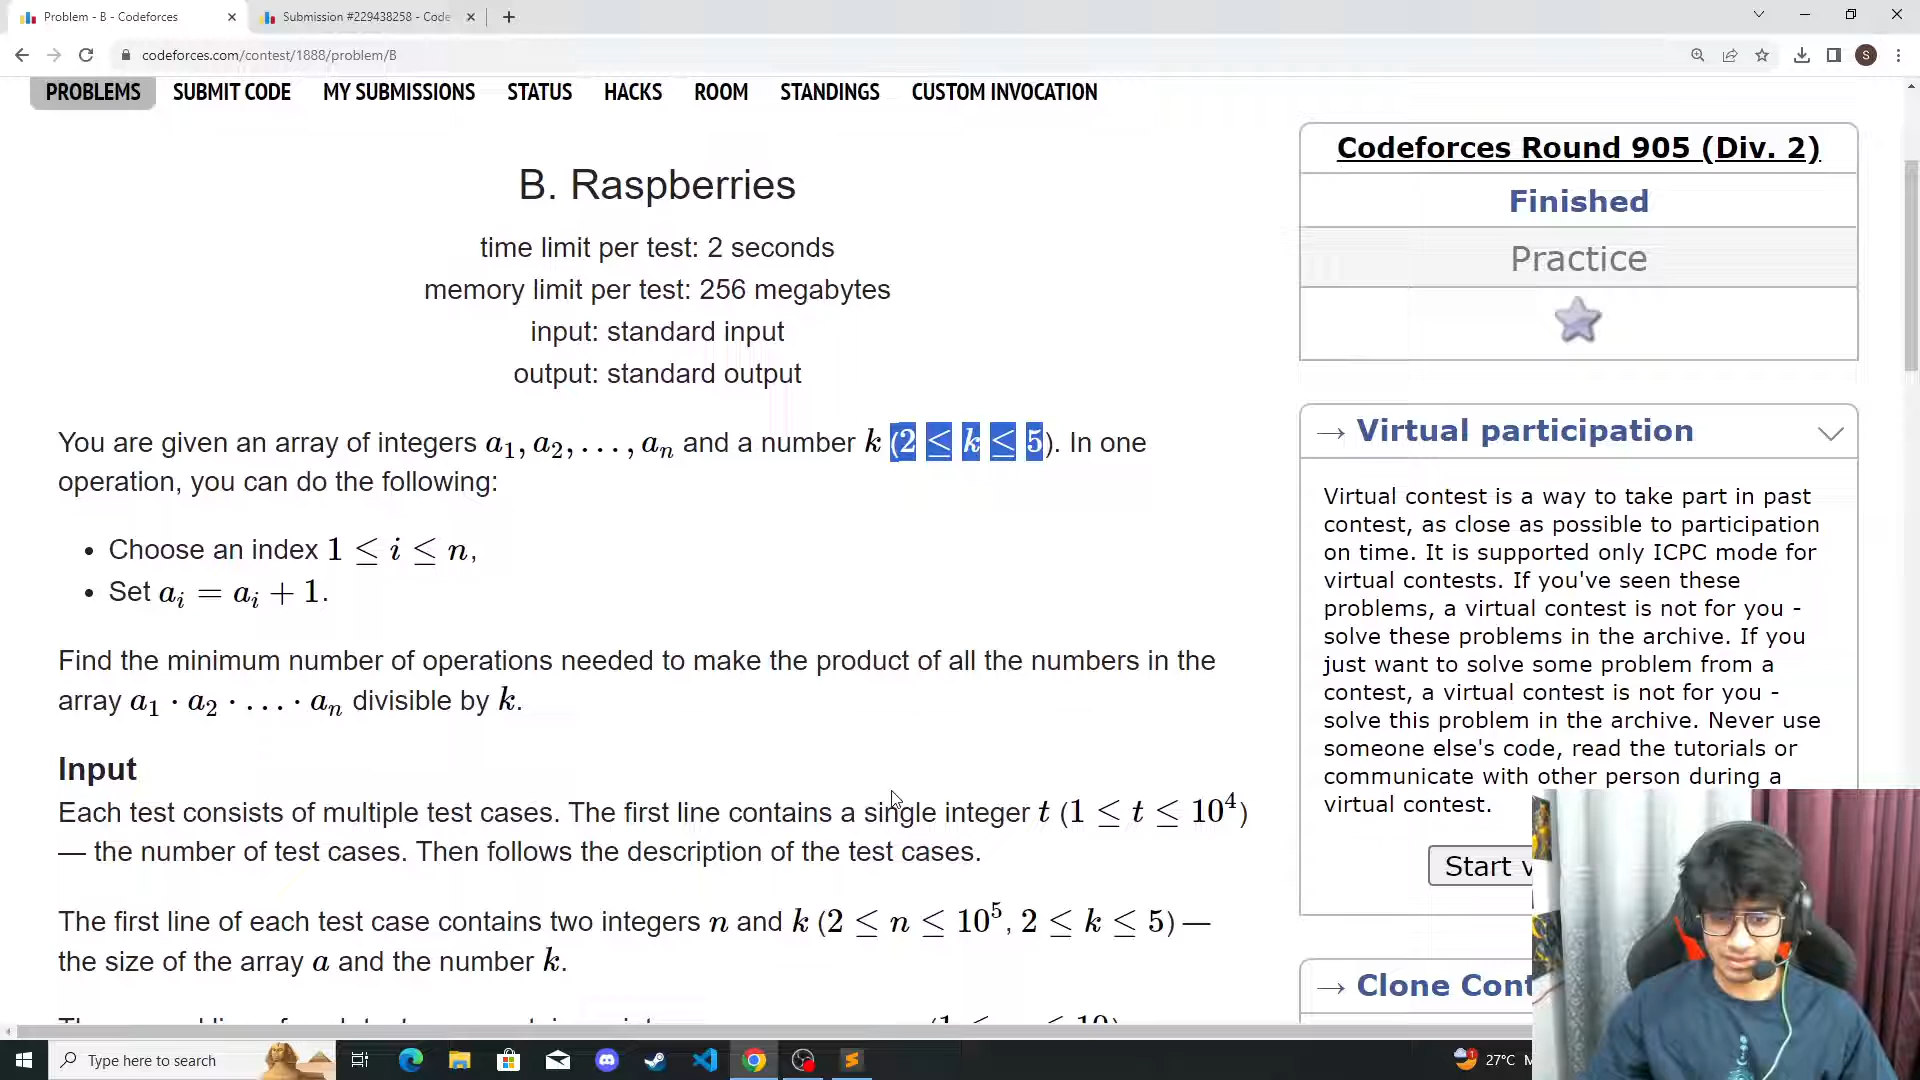 Problem - B - Codeforces
Submission #229438258 - Code
codeforces.com/contest/1888/problem/B
S
PROBLEMS SUBMIT CODE MY SUBMISSIONS STATUS HACKS ROOM STANDINGS CUSTOM INVOCATION
B. Raspberries
time limit per test: 2 seconds
memory limit per test: 256 megabytes
input: standard input
output: standard output
You are given an array of integers a₁, a₂, . . . , aₙ and a number k (2 ≤ k ≤ 5). In one
operation, you can do the following:
• Choose an index 1 ≤ i ≤ n,
• Set aᵢ = aᵢ + 1.
Find the minimum number of operations needed to make the product of all the numbers in the
array a₁ · a₂ · . . . · aₙ divisible by k.
Input
Each test consists of multiple test cases. The first line contains a single integer t (1 ≤ t ≤ 10⁴)
— the number of test cases. Then follows the description of the test cases.
The first line of each test case contains two integers n and k (2 ≤ n ≤ 10⁵, 2 ≤ k ≤ 5) —
the size of the array a and the number k.
Codeforces Round 905 (Div. 2)
Finished
Practice
→ Virtual participation
Virtual contest is a way to take part in past
contest, as close as possible to participation
on time. It is supported only ICPC mode for
virtual contests. If you've seen these
problems, a virtual contest is not for you -
solve these problems in the archive. If you
just want to solve some problem from a
contest, a virtual contest is not for you -
solve this problem in the archive. Never use
someone else's code, read the tutorials or
communicate with other person during a
virtual contest.
Start v
→ Clone Cont
Type here to search
1
27°C